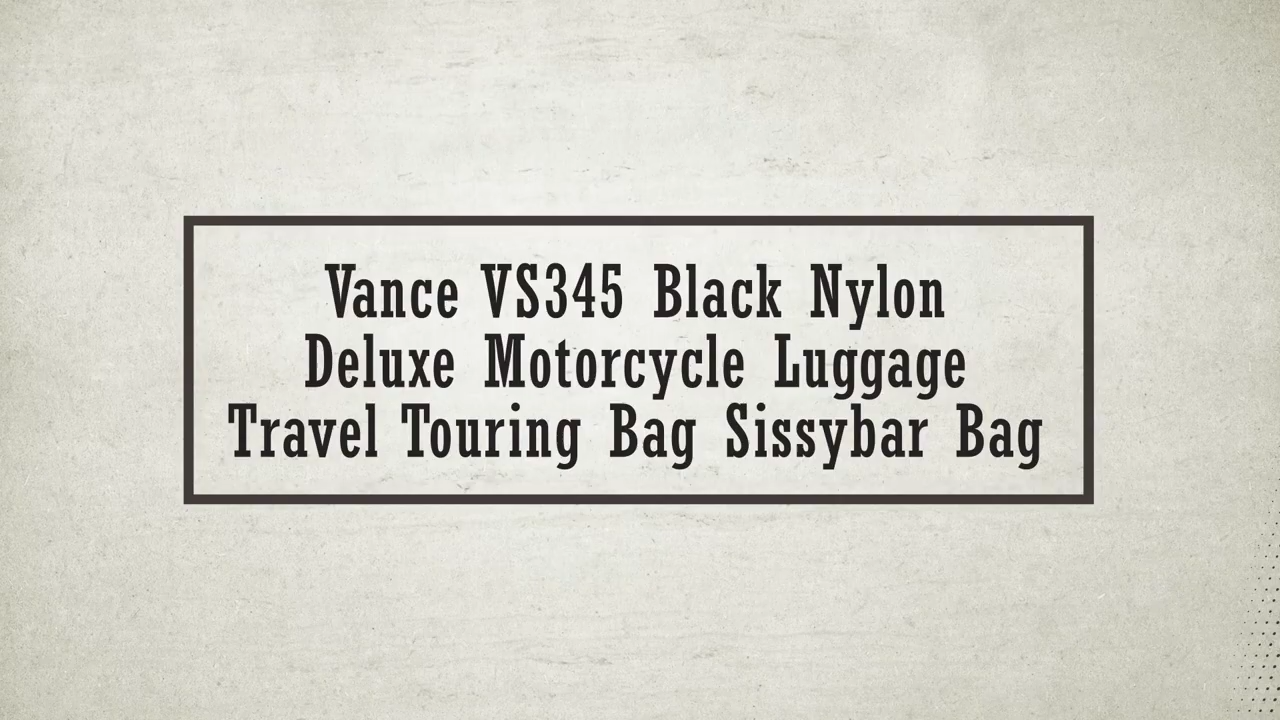 Vance VS345 Black Nylon
Deluxe Motorcycle Luggage
Travel Touring Bag Sissybar Bag